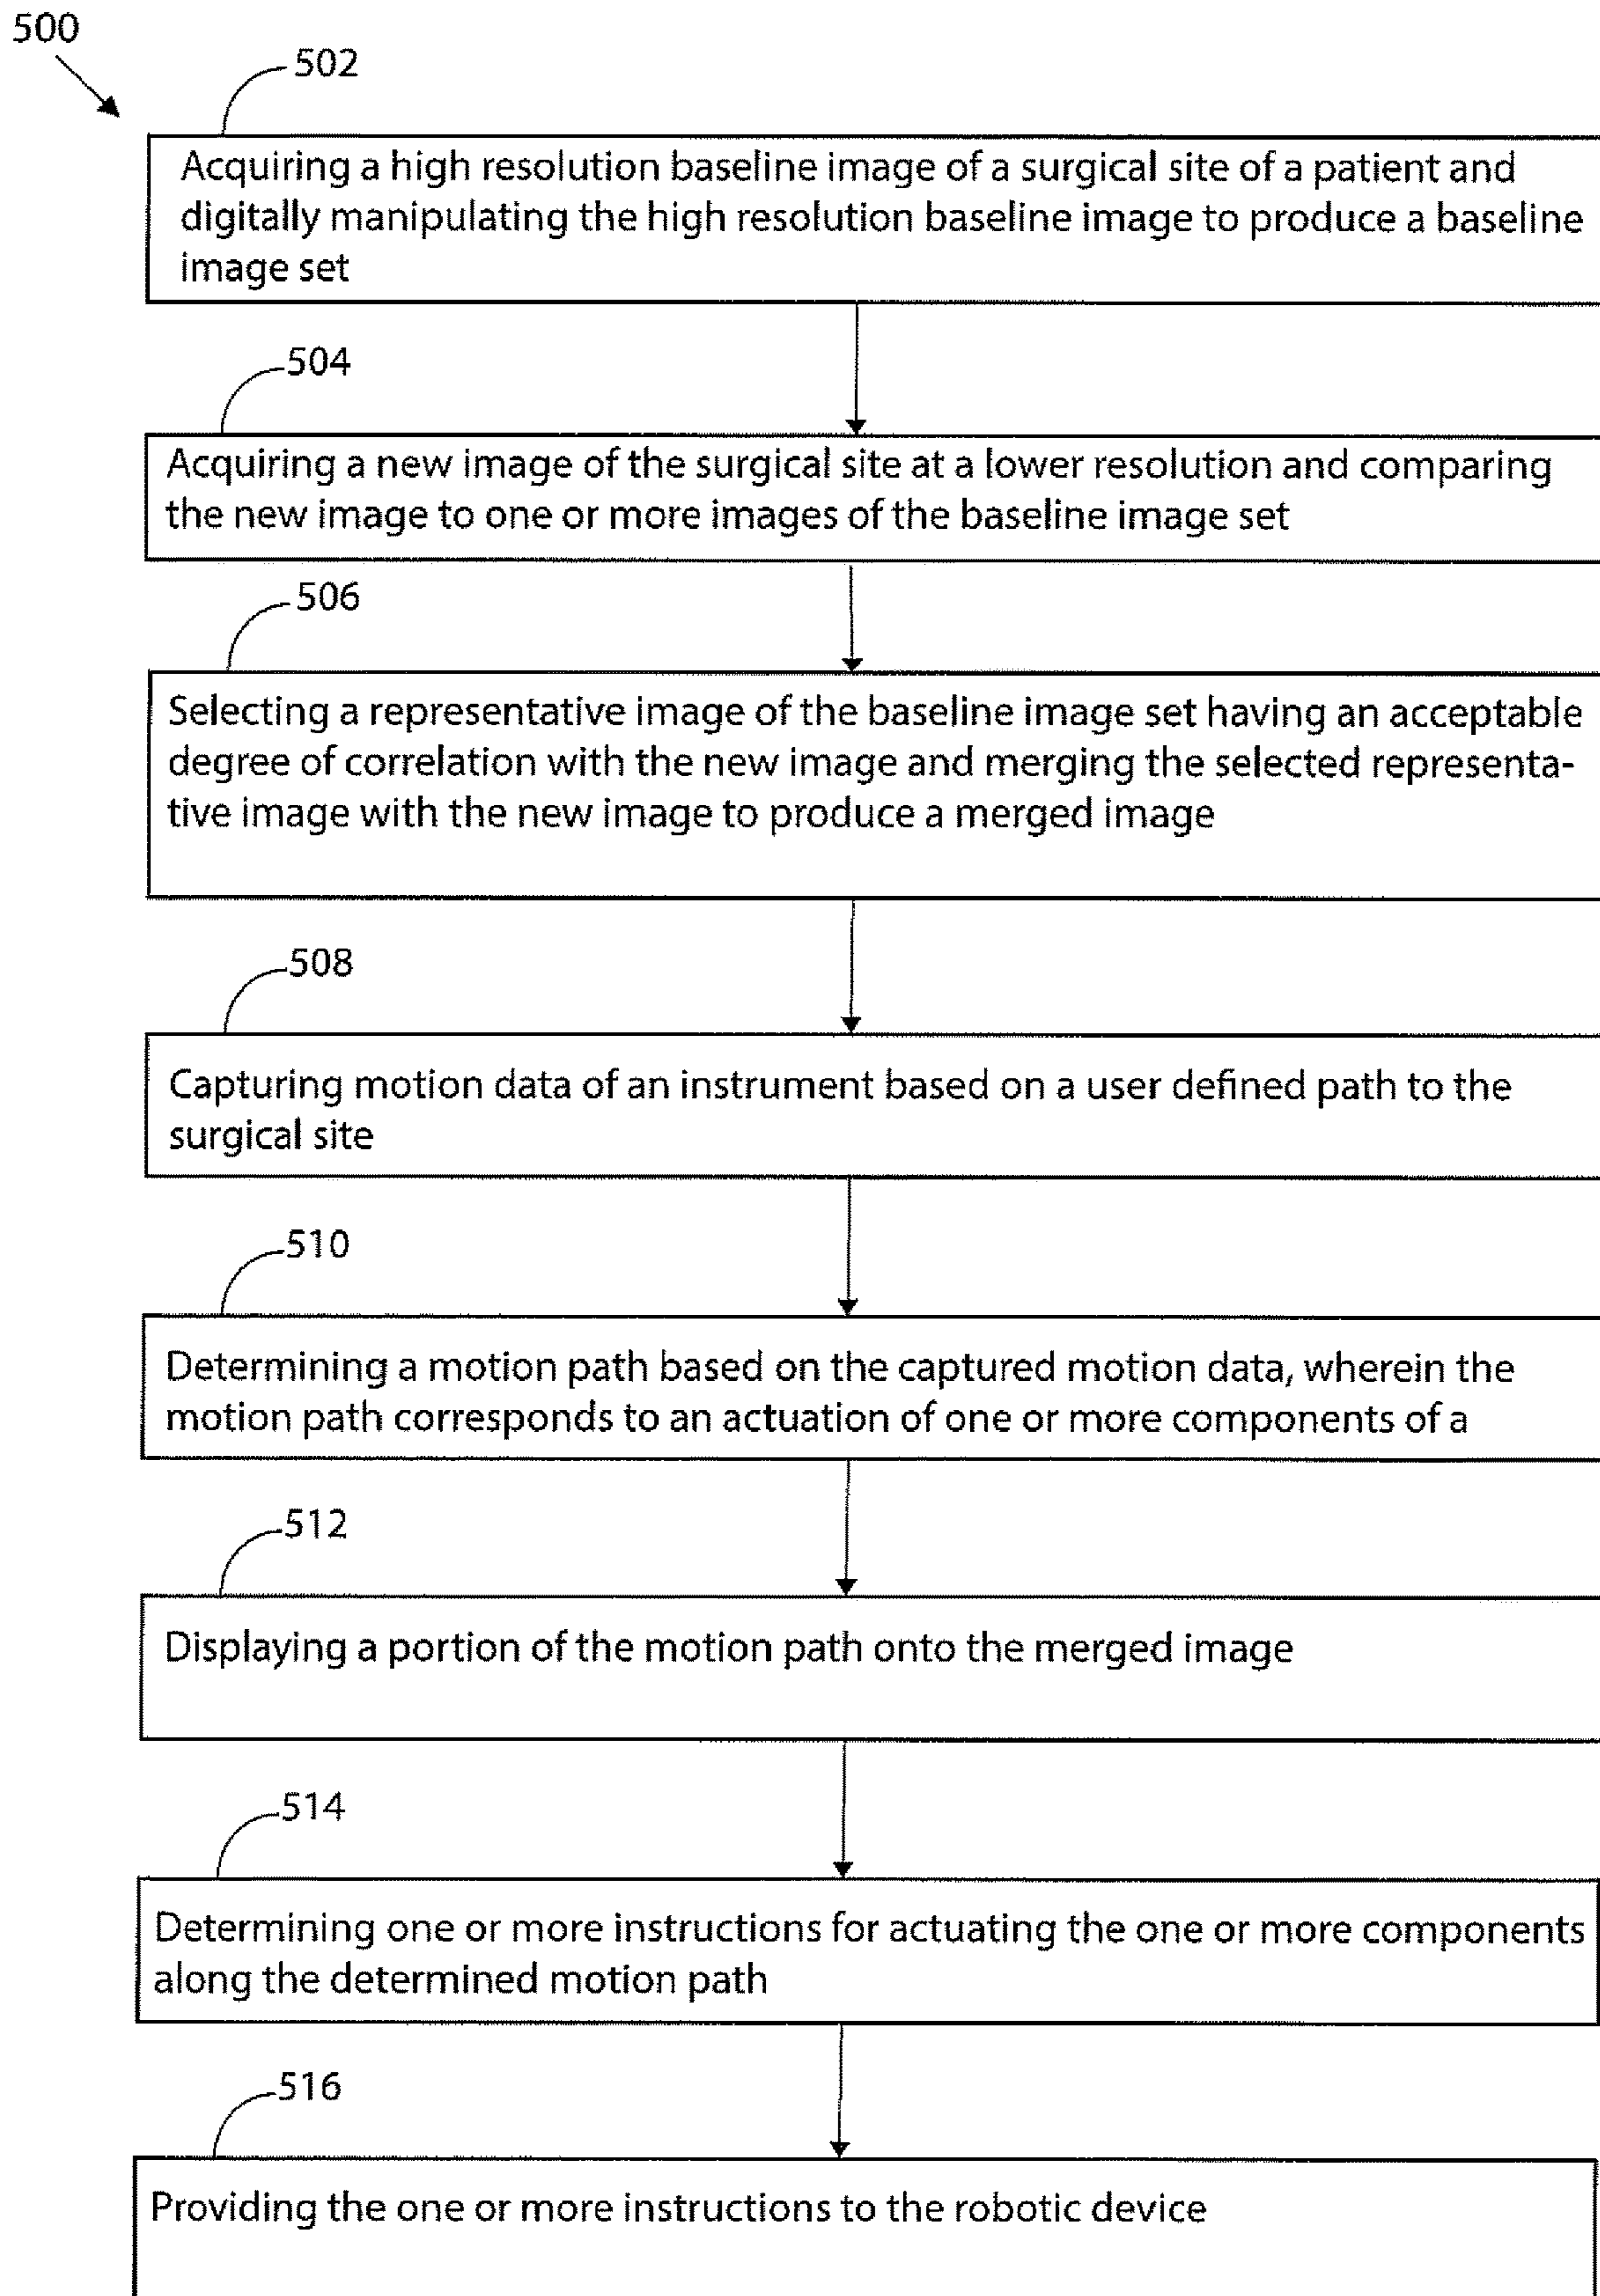 500
502
Acquiring a high resolution baseline image of a surgical site of a patient and
digitally manipulating the high resolution baseline image to produce a baseline
image set
504
Acquiring a new image of the surgical site at a lower resolution and comparing
the new image to one or more images of the baseline image set
506
Selecting a representative image of the baseline image set having an acceptable
degree of correlation with the new image and merging the selected representa-
tive image with the new image to produce a merged image
508
Capturing motion data of an instrument based on a user defined path to the
surgical site
510
Determining a motion path based on the captured motion data, wherein the
motion path corresponds to an actuation of one or more components of a
512
Displaying a portion of the motion path onto the merged image
514
Determining one or more instructions for actuating the one or more components
along the determined motion path
516
Providing the one or more instructions to the robotic device